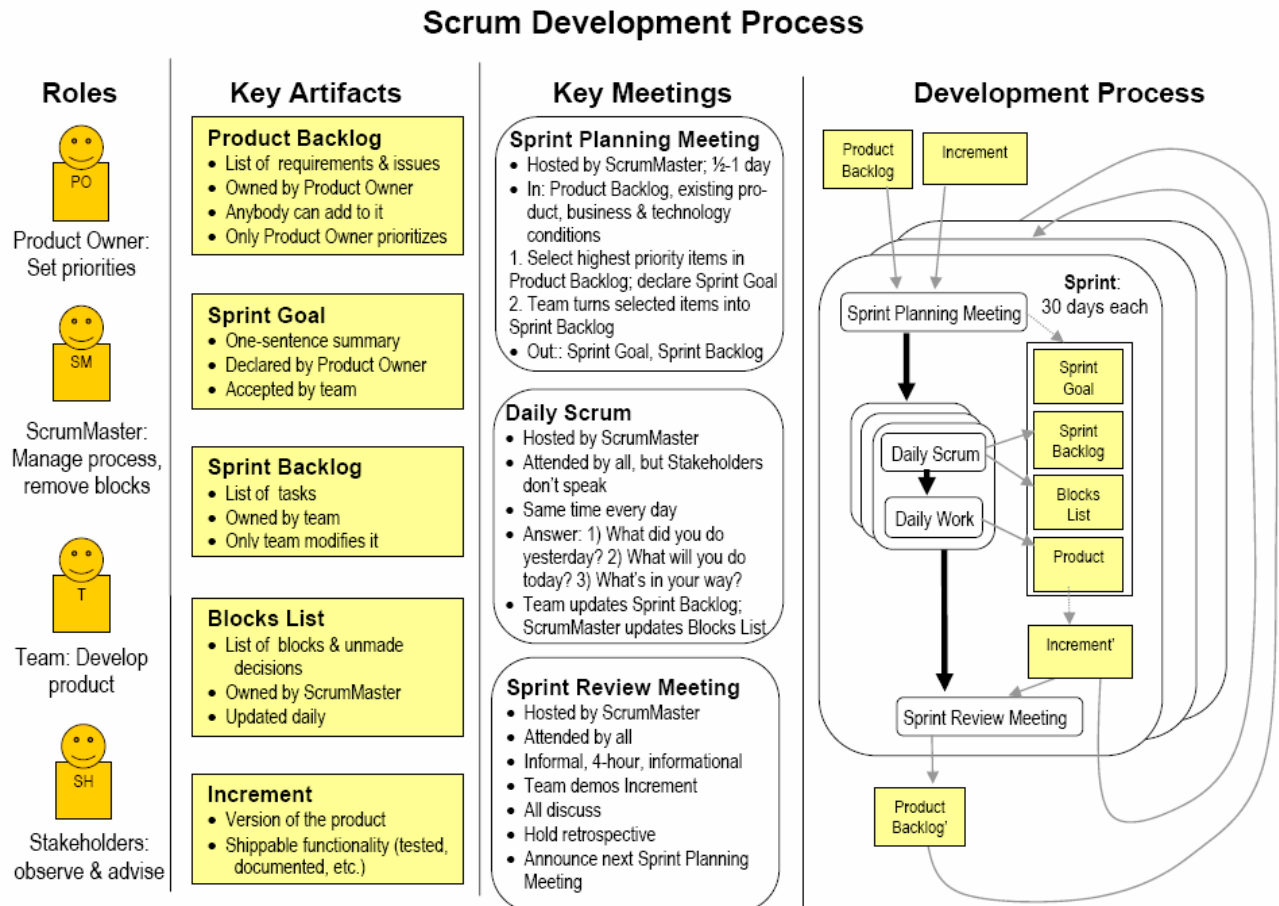 Scrum Development Process
Roles
PO
Product Owner:
Set priorities
SM
ScrumMaster:
Manage process,
remove blocks
T
Team: Develop
product
SH
Stakeholders:
observe & advise
Key Artifacts
Product Backlog
• List of requirements & issues
• Owned by Product Owner
• Anybody can add to it
• Only Product Owner prioritizes
Sprint Goal
• One-sentence summary
• Declared by Product Owner
• Accepted by team
Sprint Backlog
• List of tasks
• Owned by team
• Only team modifies it
Blocks List
• List of blocks & unmade
decisions
• Owned by ScrumMaster
• Updated daily
Increment
• Version of the product
• Shippable functionality (tested,
documented, etc.)
Key Meetings
Sprint Planning Meeting
• Hosted by ScrumMaster; ½-1 day
• In: Product Backlog, existing pro-
duct, business & technology
conditions
1. Select highest priority items in
Product Backlog; declare Sprint Goal
2. Team turns selected items into
Sprint Backlog
• Out:: Sprint Goal, Sprint Backlog
Daily Scrum
• Hosted by ScrumMaster
• Attended by all, but Stakeholders
don't speak
• Same time every day
• Answer: 1) What did you do
yesterday? 2) What will you do
today? 3) What's in your way?
• Team updates Sprint Backlog;
ScrumMaster updates Blocks List
Sprint Review Meeting
• Hosted by ScrumMaster
• Attended by all
• Informal, 4-hour, informational
• Team demos Increment
• All discuss
• Hold retrospective
• Announce next Sprint Planning
Meeting
Development Process
Product
Backlog
Increment
Sprint:
30 days each
Sprint Planning Meeting
Sprint
Goal
Sprint
Backlog
Daily Scrum
Blocks
List
Daily Work
Product
Increment'
Sprint Review Meeting
Product
Backlog'